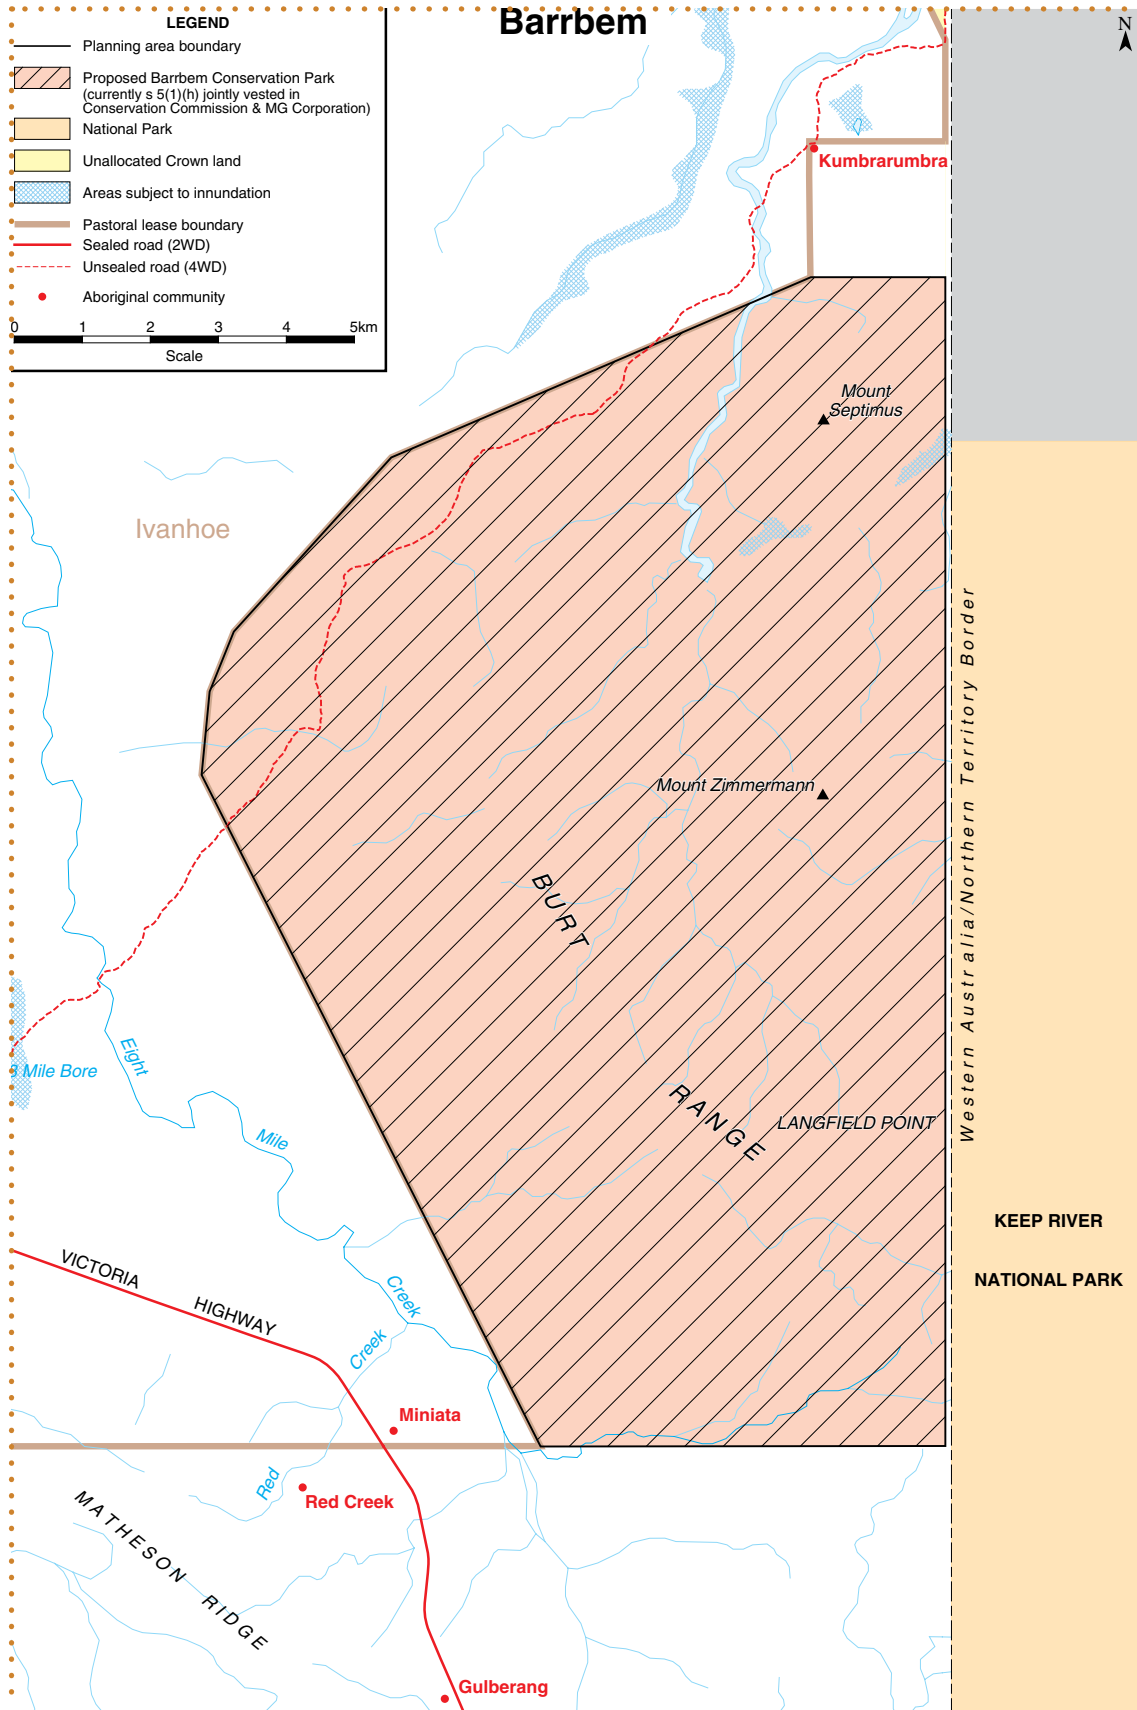 Barrbem
N
LEGEND
Planning area boundary
Proposed Barrbem Conservation Park
(currently s 5(1)(h) jointly vested in
Conservation Commission & MG Corporation)
National Park
Unallocated Crown land
Areas subject to innundation
Pastoral lease boundary
Sealed road (2WD)
Unsealed road (4WD)
Aboriginal community
0 1 2 3 4 5km
Scale
Kumbrarumbra
Mount
Septimus
Ivanhoe
Western Australia/Northern Territory Border
Mount Zimmermann
BURT
RANGE
LANGFIELD POINT
8 Mile Bore
Eight
Mile
Creek
KEEP RIVER
NATIONAL PARK
VICTORIA
HIGHWAY
Creek
Miniata
Red
Red Creek
MATHESON RIDGE
Gulberang